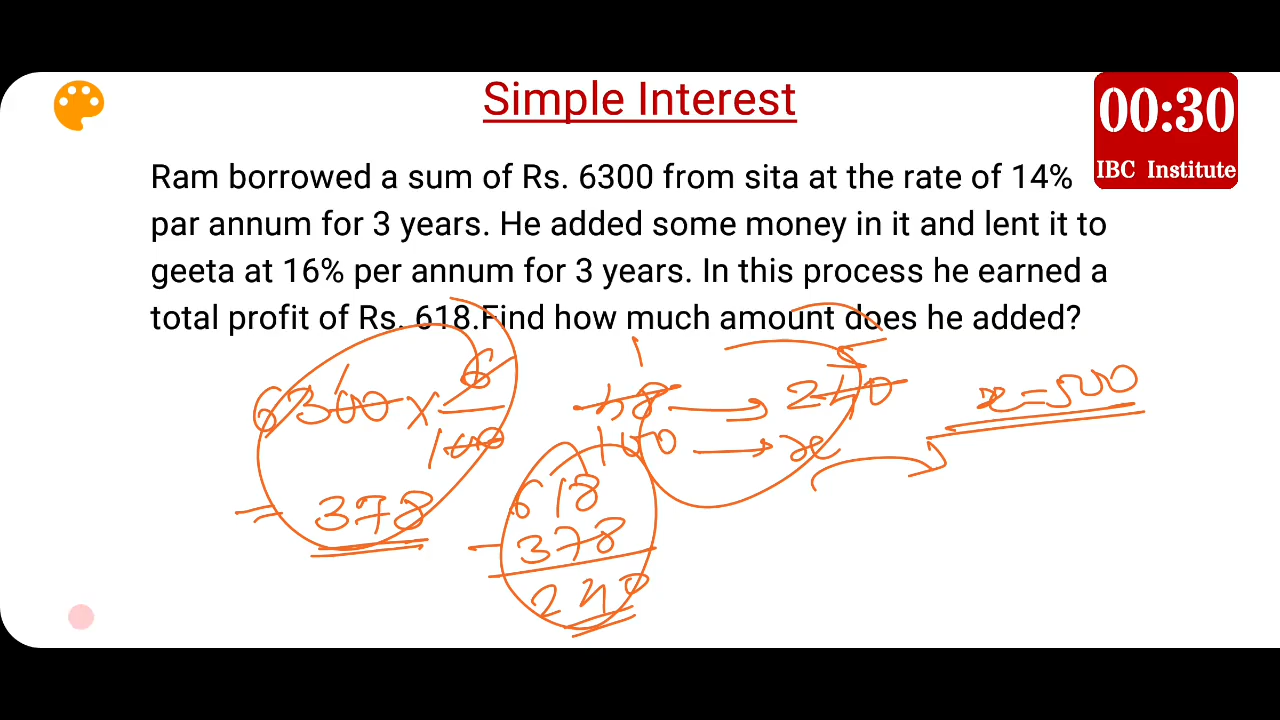 Simple Interest
00:30
IBC Institute
Ram borrowed a sum of Rs. 6300 from sita at the rate of 14%
par annum for 3 years. He added some money in it and lent it to
geeta at 16% per annum for 3 years. In this process he earned a
total profit of Rs. 618.Find how much amount does he added?
6300 x 6
100
= 378
48 → 240
100 → x
x = 500
618
- 378
240